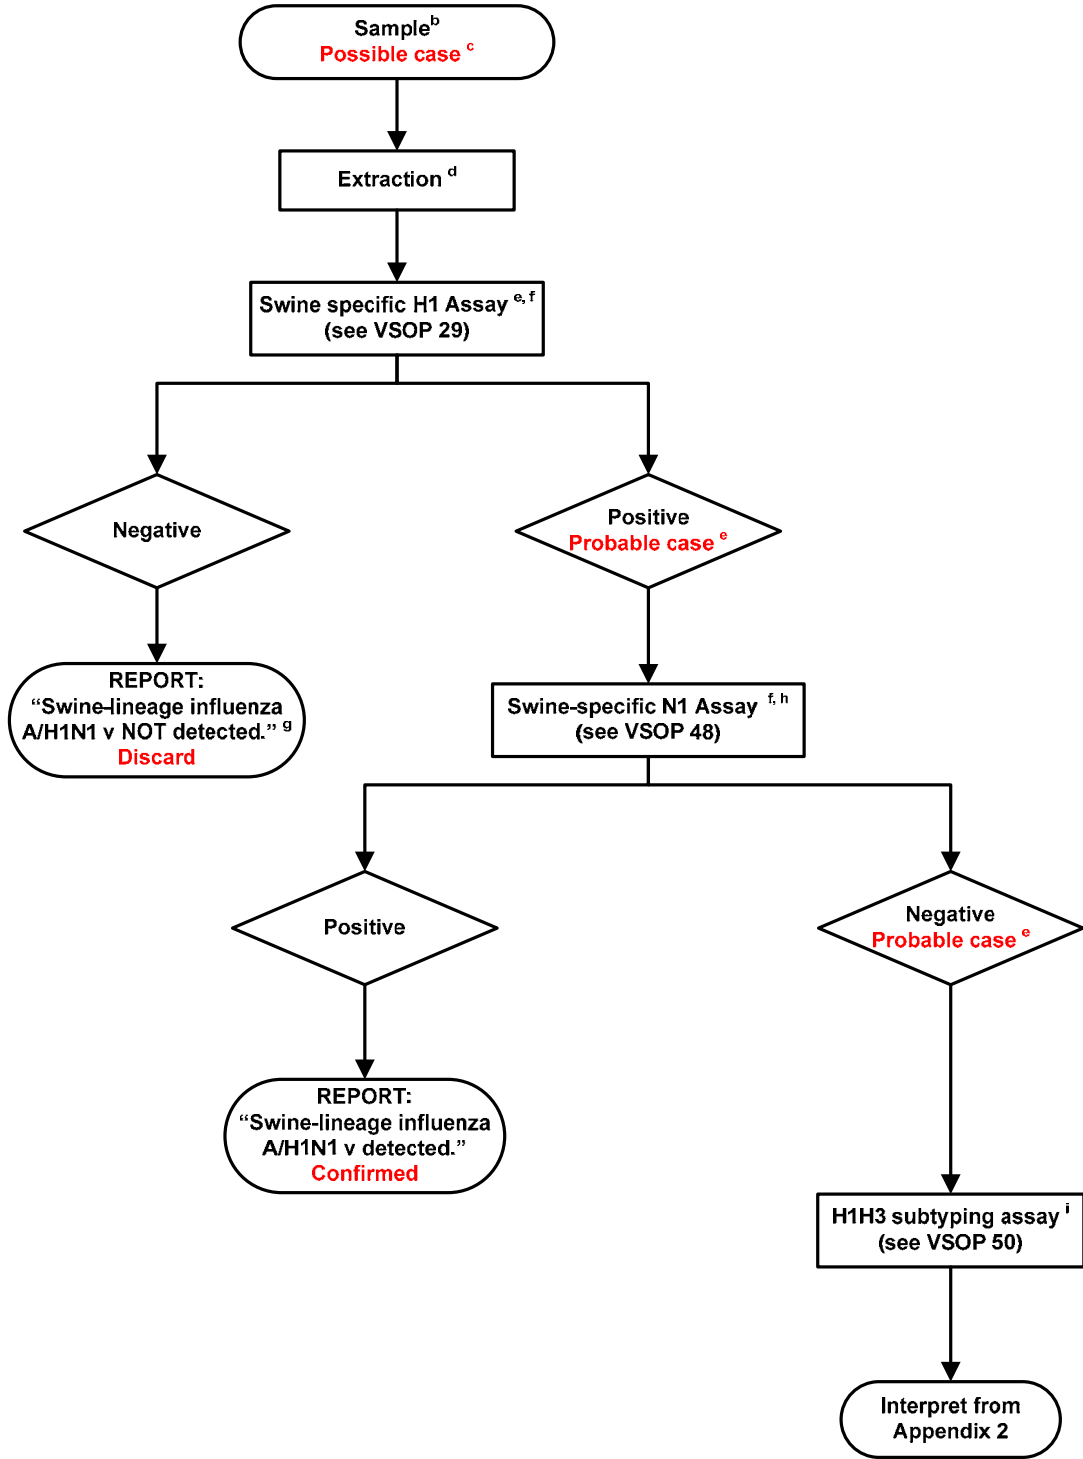 Sample b
Possible case c
Extraction d
Swine specific H1 Assay e, f
(see VSOP 29)
Negative
Positive
Probable case e
REPORT:
“Swine-lineage influenza
A/H1N1 v NOT detected.” g
Discard
Swine-specific N1 Assay f, h
(see VSOP 48)
Positive
Negative
Probable case e
REPORT:
“Swine-lineage influenza
A/H1N1 v detected.”
Confirmed
H1H3 subtyping assay i
(see VSOP 50)
Interpret from
Appendix 2